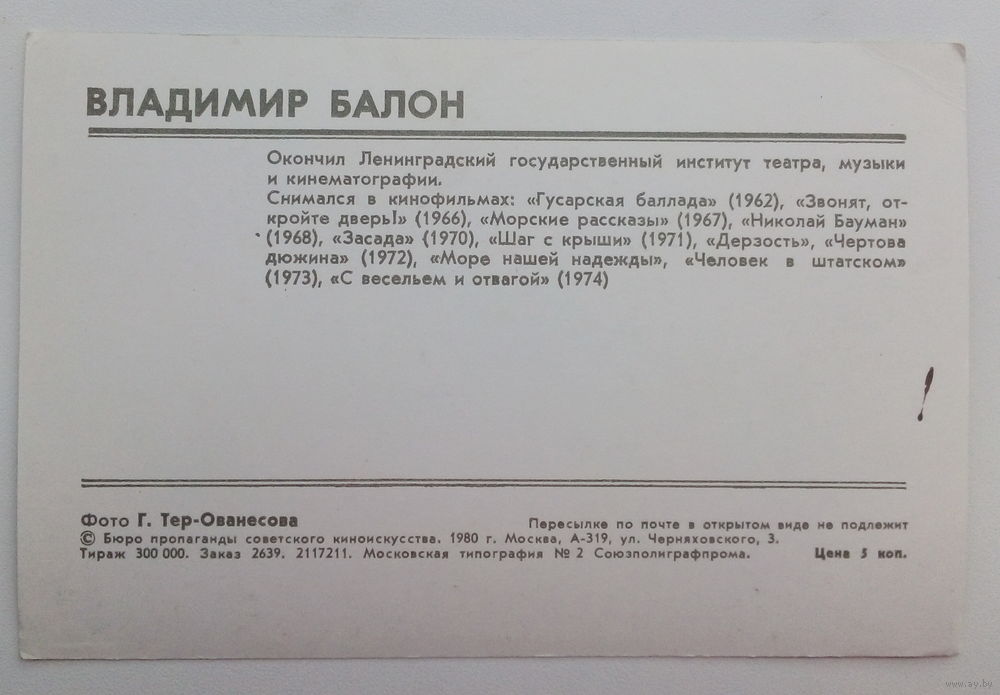 ВЛАДИМИР БАЛОН
Окончил Ленинградский государственный институт театра, музыки
и кинематографии.
Снимался в кинофильмах: «Гусарская баллада» (1962), «Звонят, от-
кройте дверь!» (1966), «Морские рассказы» (1967), «Николай Бауман»
(1968), «Засада» (1970), «Шаг с крыши» (1971), «Дерзость», «Чертова
дюжина» (1972), «Море нашей надежды», «Человек в штатском»
(1973), «С весельем и отвагой» (1974)
Фото Г. Тер-Ованесова
Пересылке по почте в открытом виде не подлежит
© Бюро пропаганды советского киноискусства. 1980 г. Москва, А-319, ул. Черняховского, 3.
Тираж 300 000. Заказ 2639. 2117211. Московская типография № 2 Союзполиграфпрома. Цена 5 коп.
www.ay.by